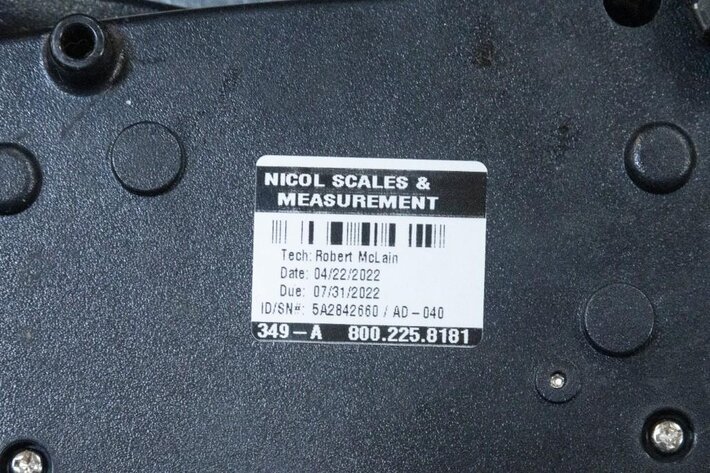 NICOL SCALES &
MEASUREMENT
Tech: Robert McLain
Date: 04/22/2022
Due: 07/31/2022
ID/SN#: 5A2842660 / AD-040
349-A 800.225.8181